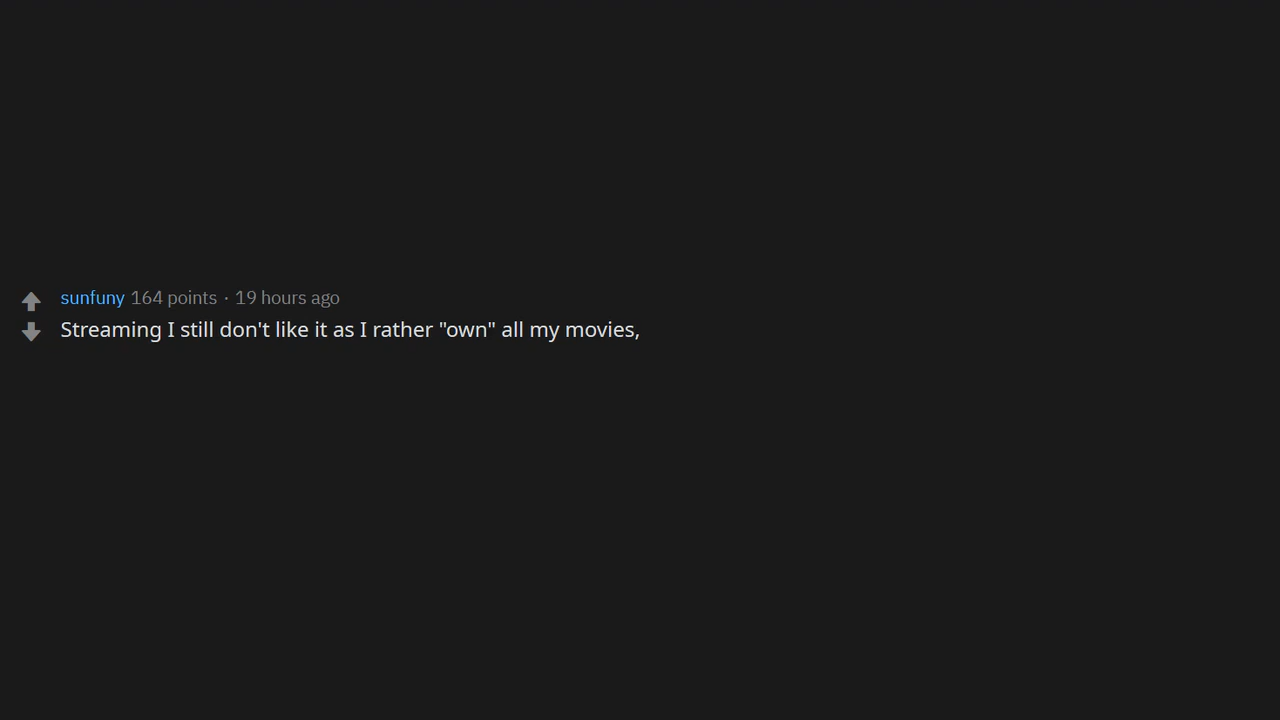 sunfuny 164 points · 19 hours ago
Streaming I still don't like it as I rather "own" all my movies,